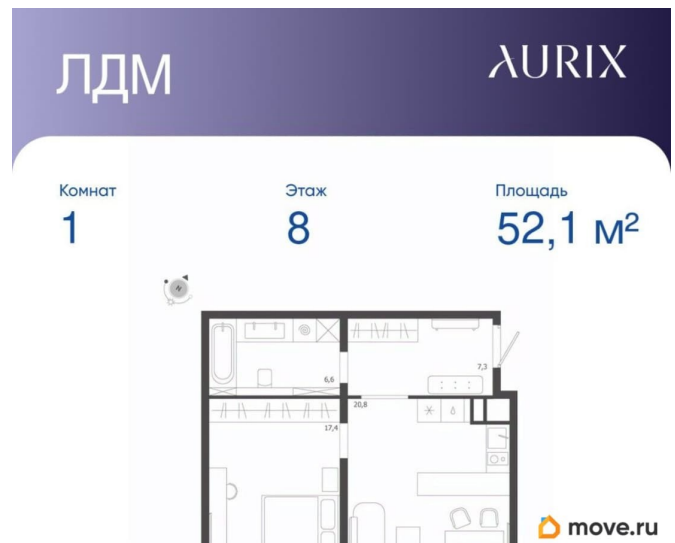 ЛДМ
AURIX
Комнат
Этаж
Площадь
1
8
52,1 м²
N
7,3
6,6
20,8
17,4
move.ru